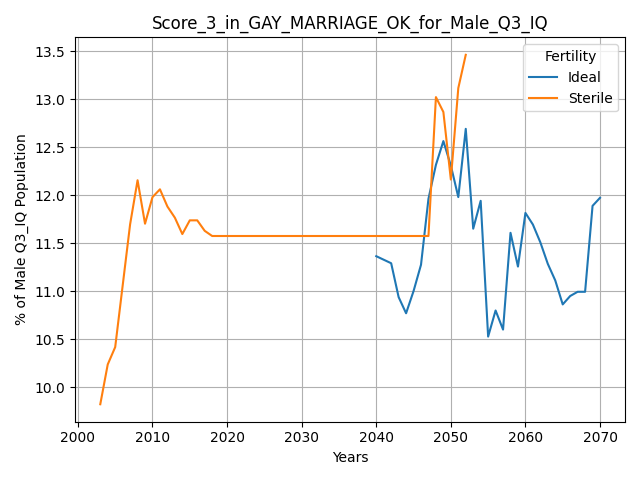 Score_3_in_GAY_MARRIAGE_OK_for_Male_Q3_IQ
Fertility
Ideal
Sterile
% of Male Q3_IQ Population
13.5
13.0
12.5
12.0
11.5
11.0
10.5
10.0
2000 2010 2020 2030 2040 2050 2060 2070
Years